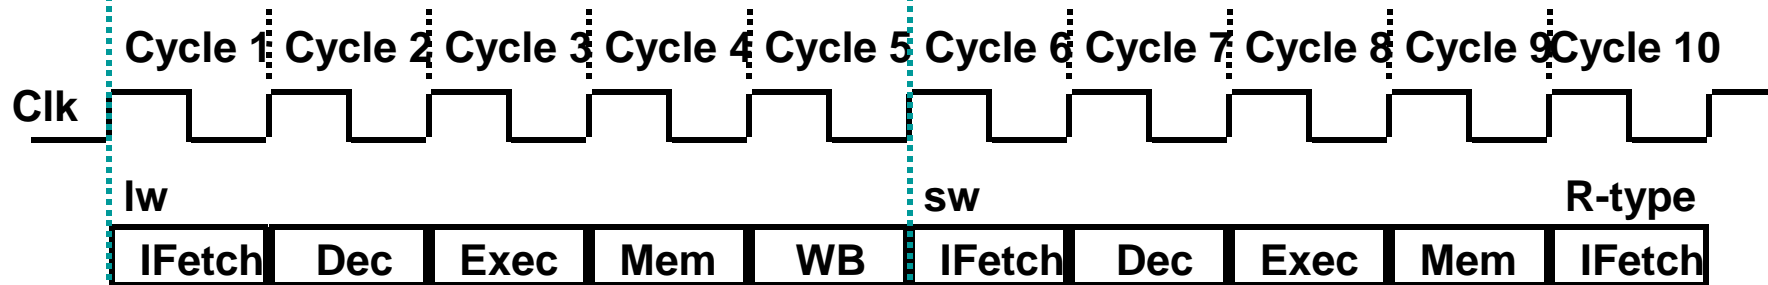 Cycle 1 Cycle 2 Cycle 3 Cycle 4 Cycle 5 Cycle 6 Cycle 7 Cycle 8 Cycle 9 Cycle 10
Clk
lw sw R-type
IFetch Dec Exec Mem WB IFetch Dec Exec Mem IFetch